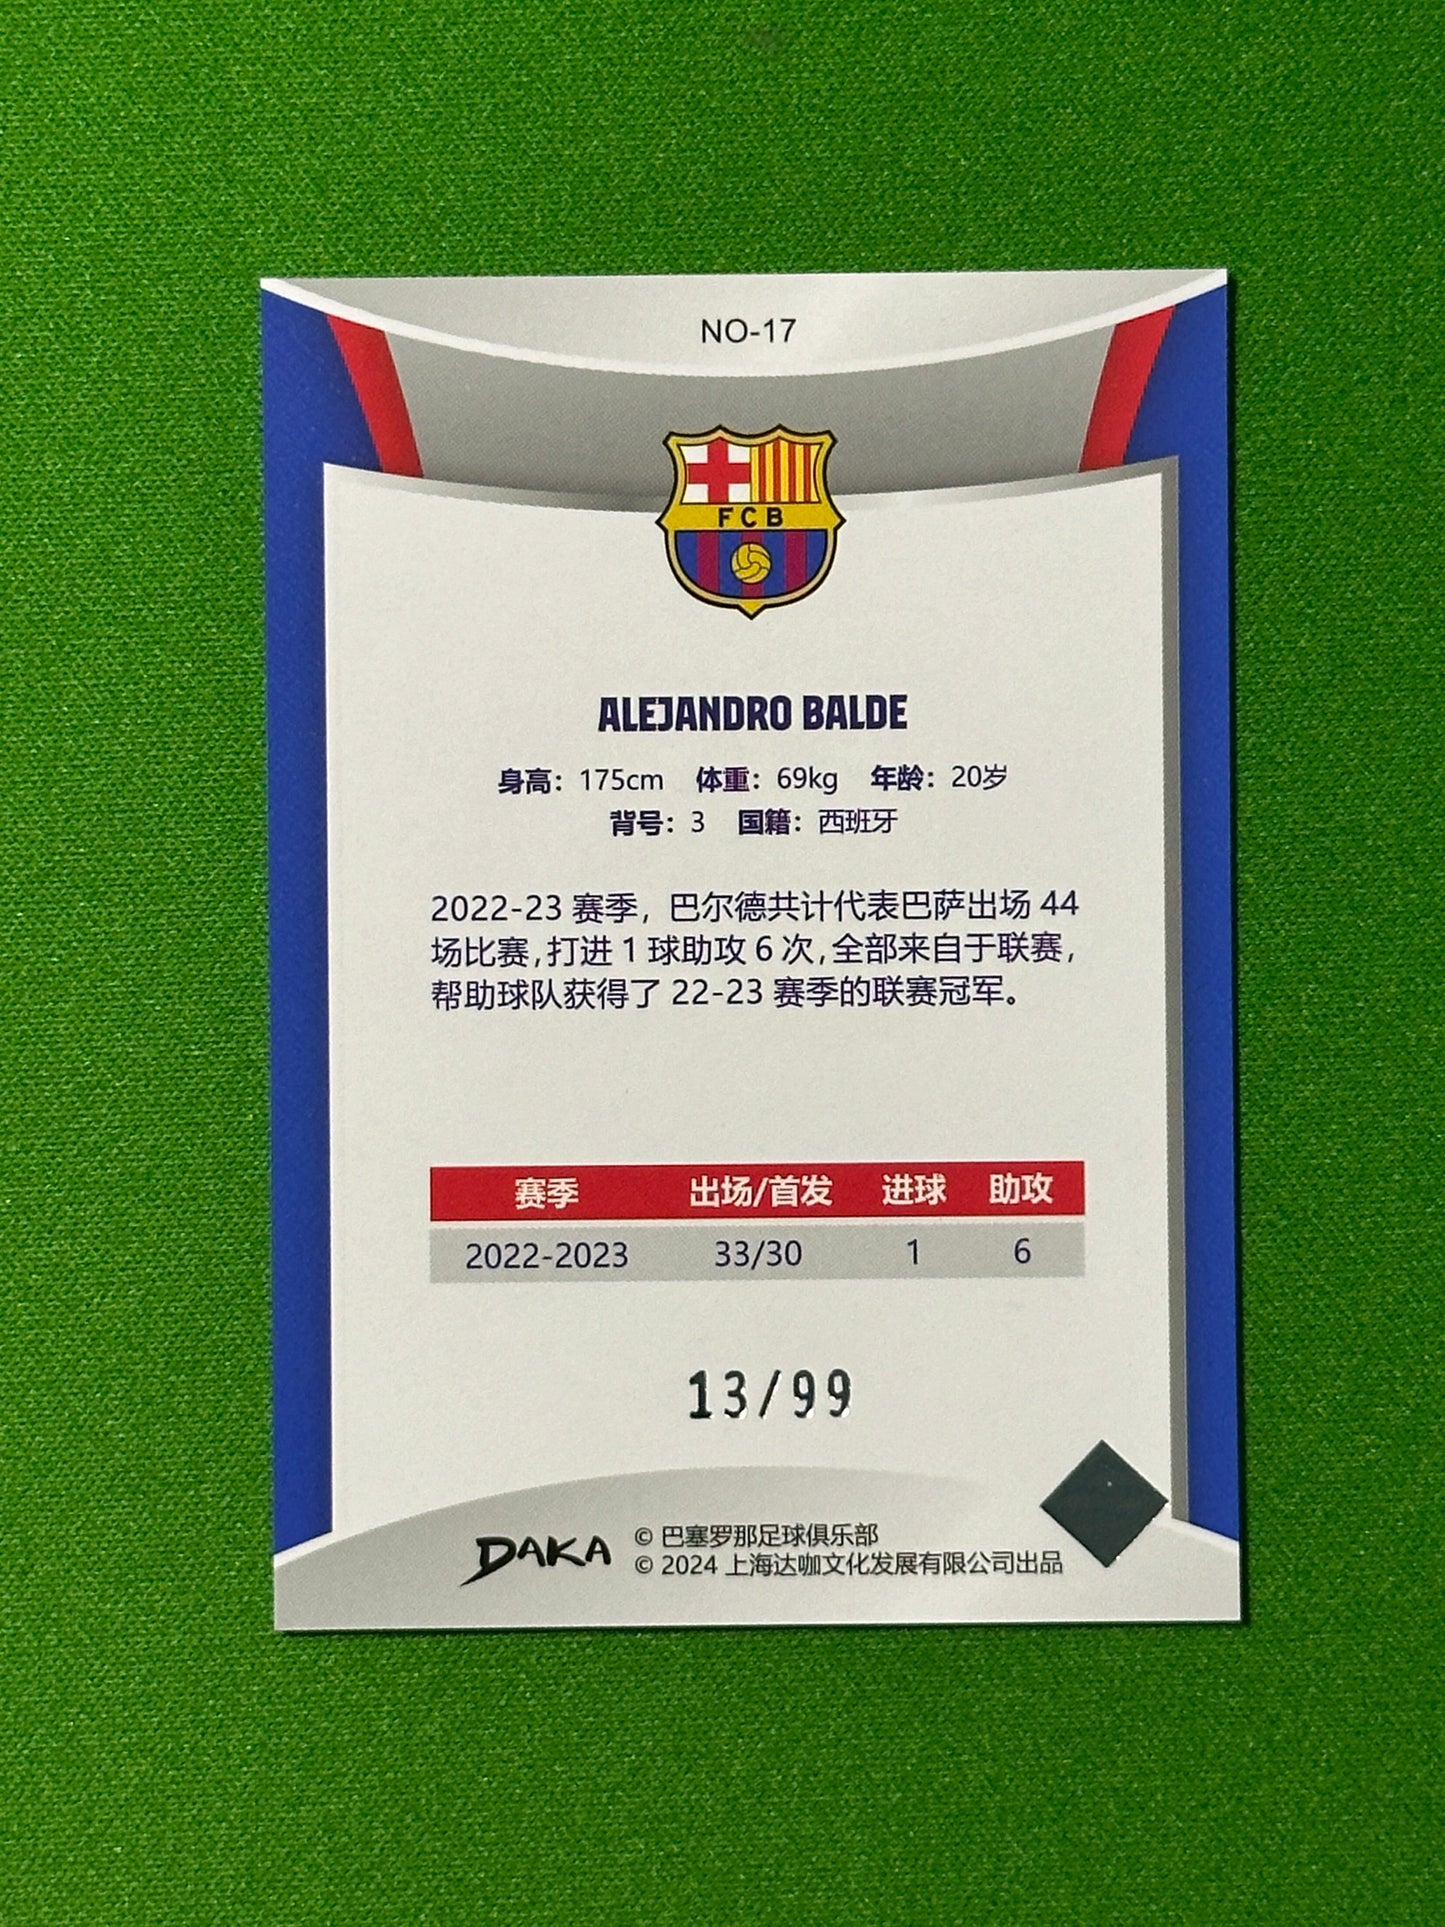 NO-17
FCB
ALEJANDRO BALDE
身高：175cm 体重：69kg 年龄：20岁
背号：3 国籍：西班牙
2022-23 赛季，巴尔德共计代表巴萨出场 44
场比赛，打进 1 球助攻 6 次，全部来自于联赛，
帮助球队获得了 22-23 赛季的联赛冠军。
赛季 出场/首发 进球 助攻
2022-2023 33/30 1 6
13/99
DAKA © 巴塞罗那足球俱乐部
© 2024 上海达咖文化发展有限公司出品